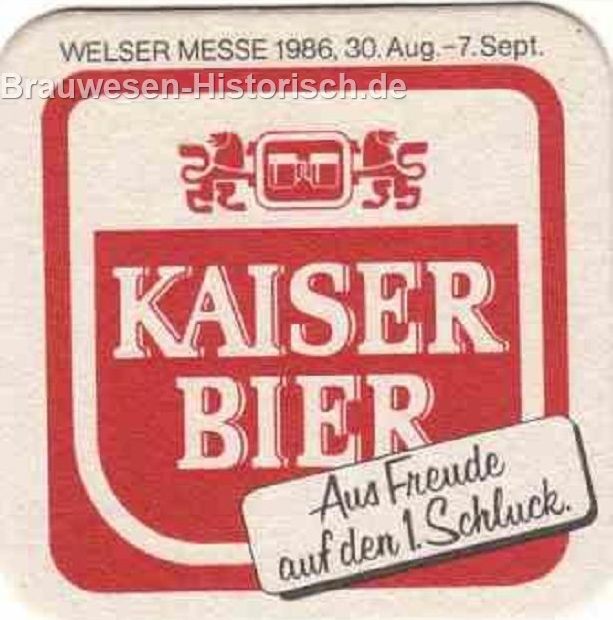 WELSER MESSE 1986, 30. Aug.-7. Sept.
Brauwesen-Historisch.de
KAISER
BIER
Aus Freude
auf den 1. Schluck.